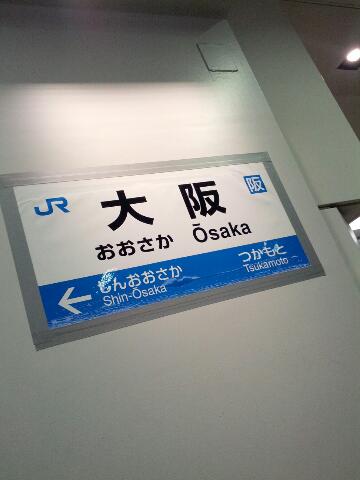 JR 大阪 阪
おおさか Ōsaka
← しんおおさか つかもと
Shin-Ōsaka Tsukamoto